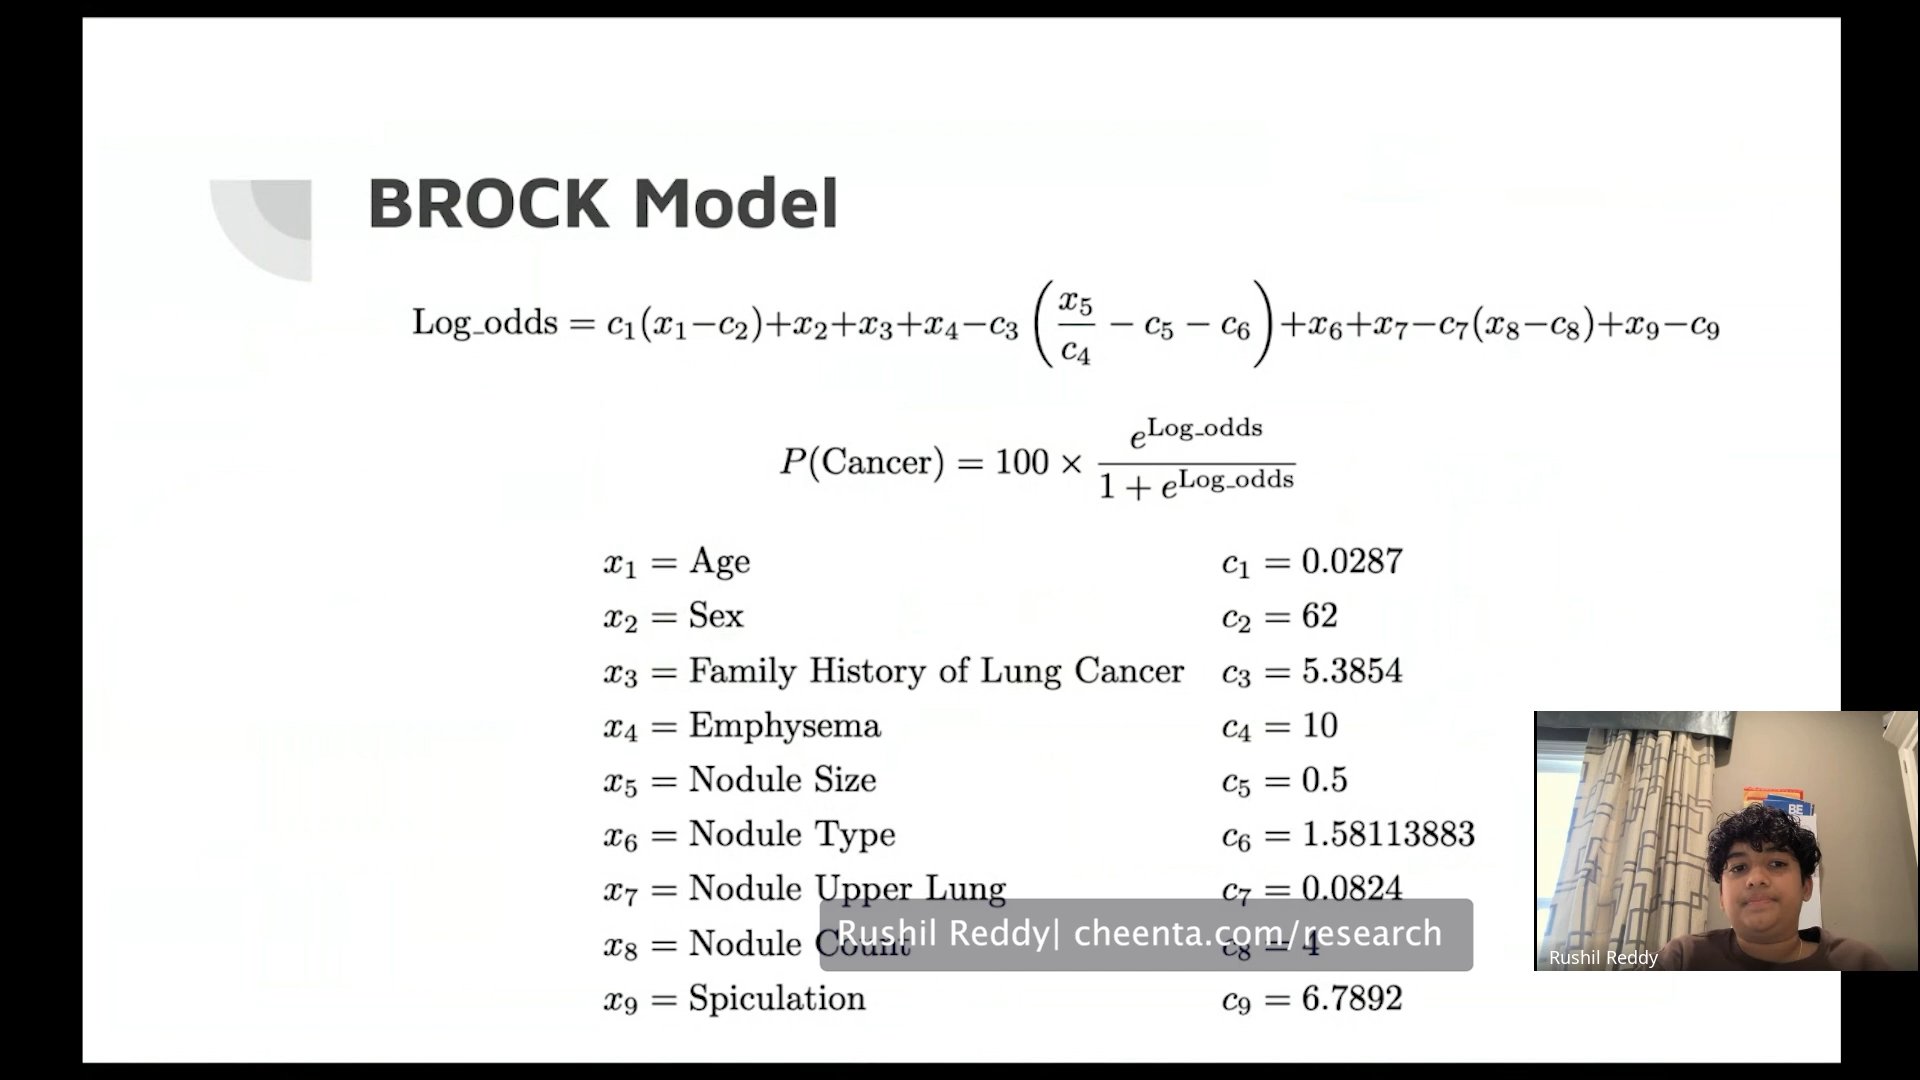 BROCK Model
Log_odds = c₁(x₁−c₂)+x₂+x₃+x₄−c₃(x₅/c₄ − c₅ − c₆)+x₆+x₇−c₇(x₈−c₈)+x₉−c₉
P(Cancer) = 100 × e^Log_odds / 1 + e^Log_odds
x₁ = Age c₁ = 0.0287
x₂ = Sex c₂ = 62
x₃ = Family History of Lung Cancer c₃ = 5.3854
x₄ = Emphysema c₄ = 10
x₅ = Nodule Size c₅ = 0.5
x₆ = Nodule Type c₆ = 1.58113883
x₇ = Nodule Upper Lung c₇ = 0.0824
x₈ = Nodule Count c₈ = 4
x₉ = Spiculation c₉ = 6.7892
Rushil Reddy| cheenta.com/research
BE
Rushil Reddy